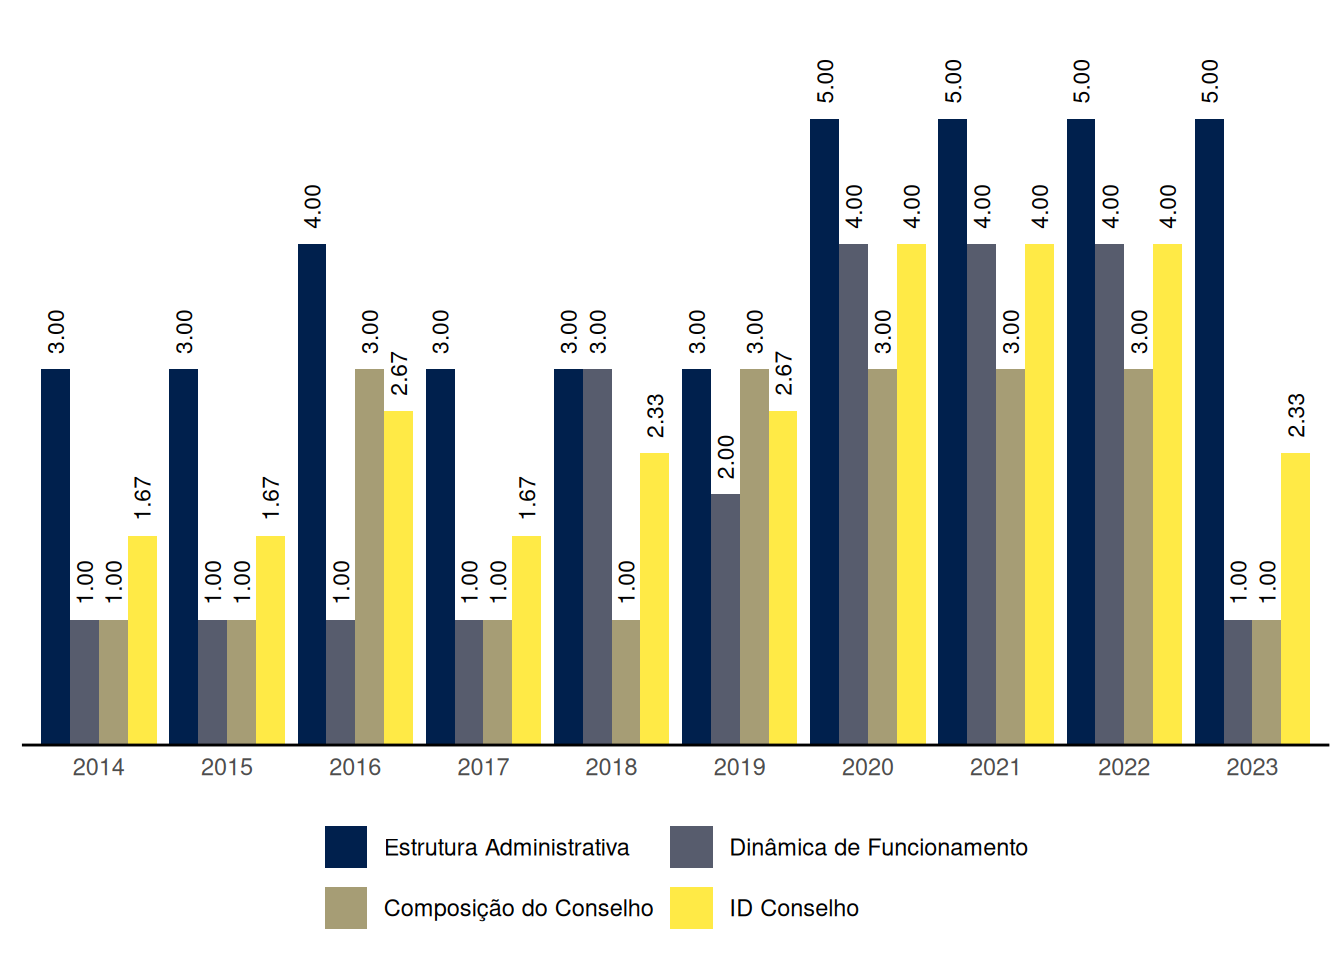 5.00 5.00 5.00 5.00
4.00 4.00 4.00 4.00 4.00 4.00 4.00
3.00 3.00 3.00 3.00 3.00 3.00 3.00 3.00 3.00 3.00 3.00
2.67 2.67
2.33 2.33
2.00
1.67 1.67 1.67
1.00 1.00 1.00 1.00 1.00 1.00 1.00 1.00 1.00 1.00
2014 2015 2016 2017 2018 2019 2020 2021 2022 2023
Estrutura Administrativa Dinâmica de Funcionamento
Composição do Conselho ID Conselho